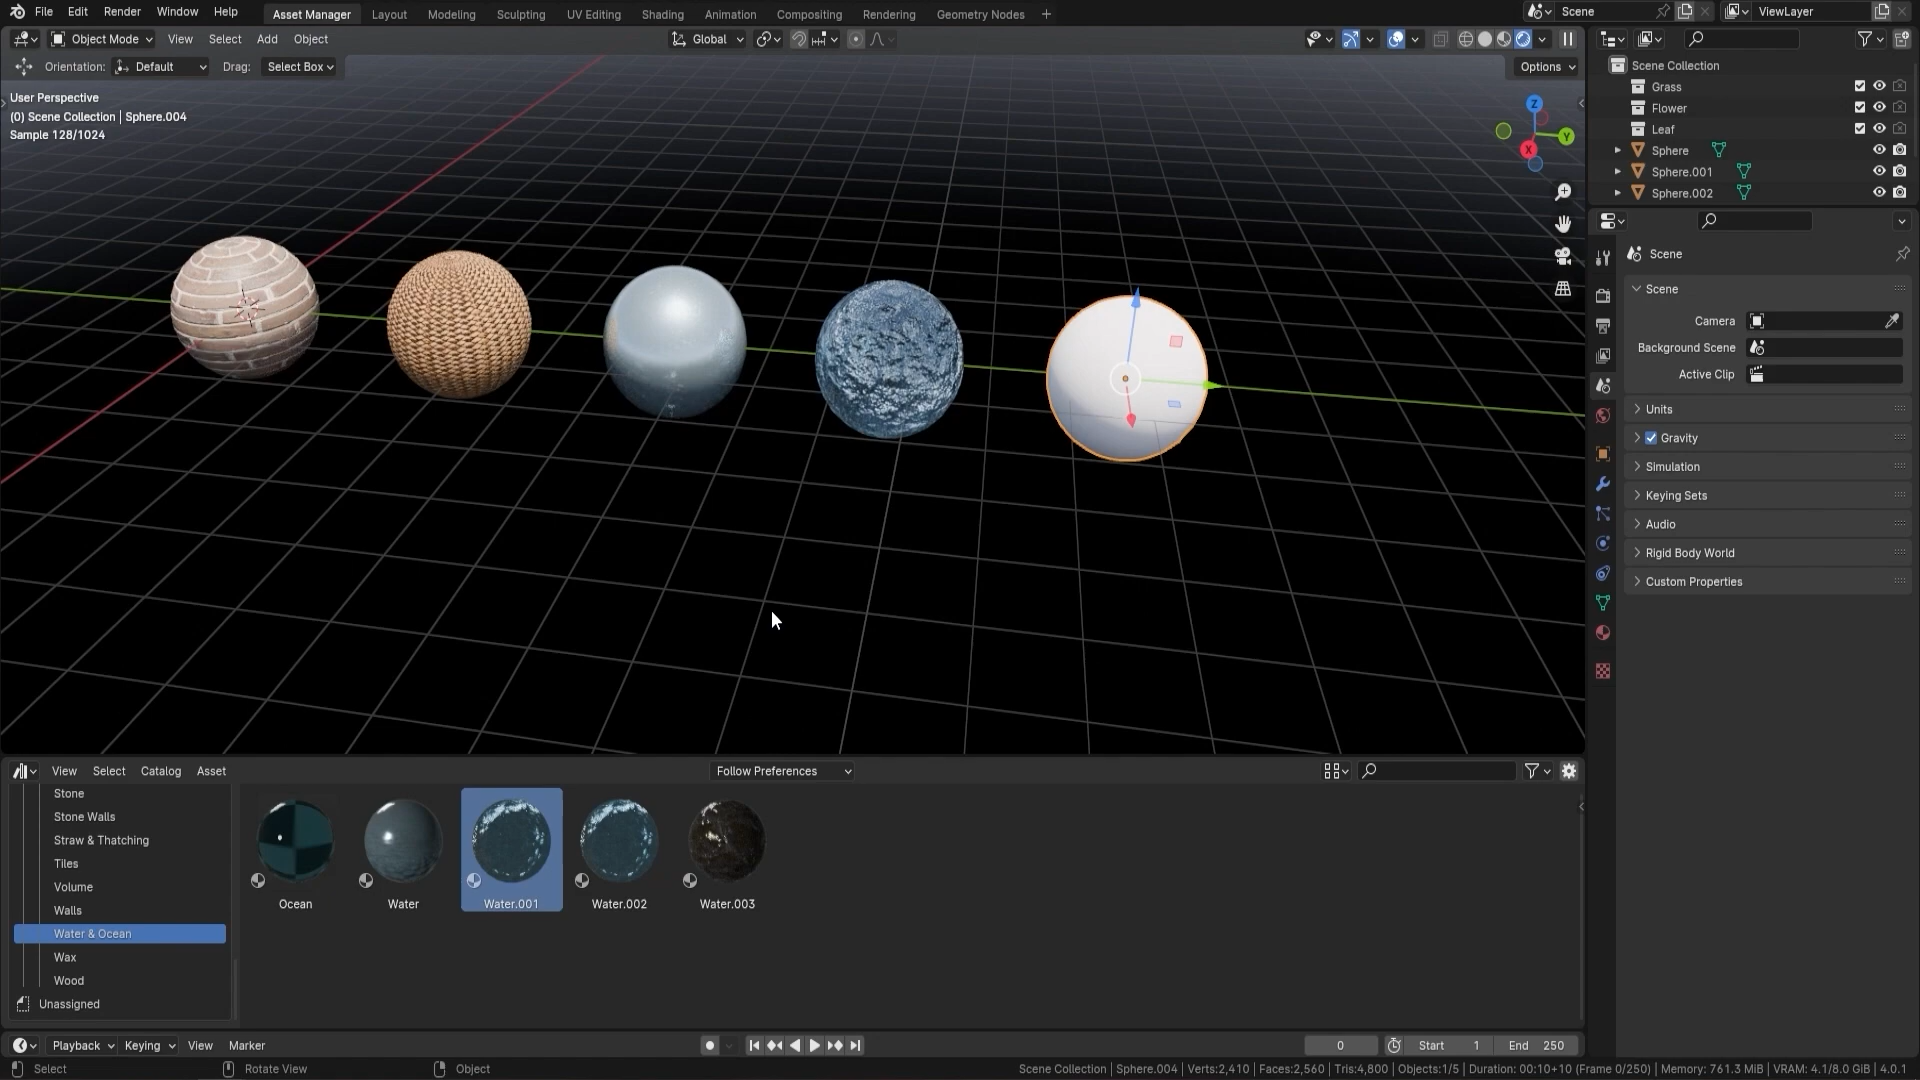 File Edit Render Window Help Asset Manager Layout Modeling Sculpting UV Editing Shading Animation Compositing Rendering Geometry Nodes + Scene ViewLayer
Object Mode View Select Add Object Global
Orientation: Default Drag: Select Box Options
User Perspective
(0) Scene Collection | Sphere.004
Sample 128/1024
Z
Y
X
Scene Collection
Grass
Flower
Leaf
Sphere
Sphere.001
Sphere.002
Scene
Scene
Camera
Background Scene
Active Clip
Units
Gravity
Simulation
Keying Sets
Audio
Rigid Body World
Custom Properties
View Select Catalog Asset Follow Preferences
Stone
Stone Walls
Straw & Thatching
Tiles
Volume
Walls
Water & Ocean
Wax
Wood
Unassigned
Ocean Water Water.001 Water.002 Water.003
Playback Keying View Marker 0 Start 1 End 250
Select Rotate View Object Scene Collection | Sphere.004 | Verts:2,410 | Faces:2,560 | Tris:4,800 | Objects:1/5 | Duration: 00:10+10 (Frame 0/250) | Memory: 761.3 MiB | VRAM: 4.1/8.0 GiB | 4.0.1